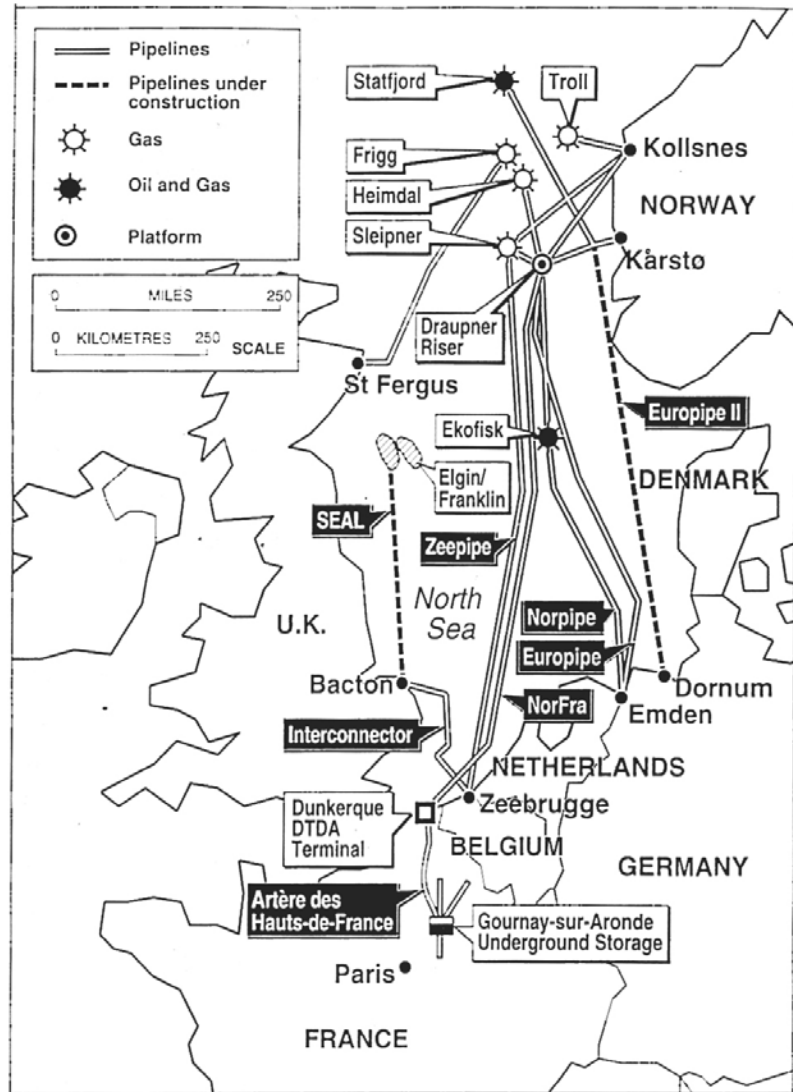 Pipelines
Pipelines under
construction
Gas
Oil and Gas
Platform
0 MILES 250
0 KILOMETRES 250 SCALE
Statfjord
Troll
Frigg
Kollsnes
Heimdal
NORWAY
Sleipner
Kårstø
Draupner
Riser
St Fergus
Europipe II
Ekofisk
Elgin/
Franklin
DENMARK
SEAL
Zeepipe
North
Sea
U.K.
Norpipe
Europipe
Bacton
Dornum
NorFra
Emden
Interconnector
NETHERLANDS
Zeebrugge
Dunkerque
DTDA
Terminal
BELGIUM
GERMANY
Artère des
Hauts-de-France
Gournay-sur-Aronde
Underground Storage
Paris
FRANCE